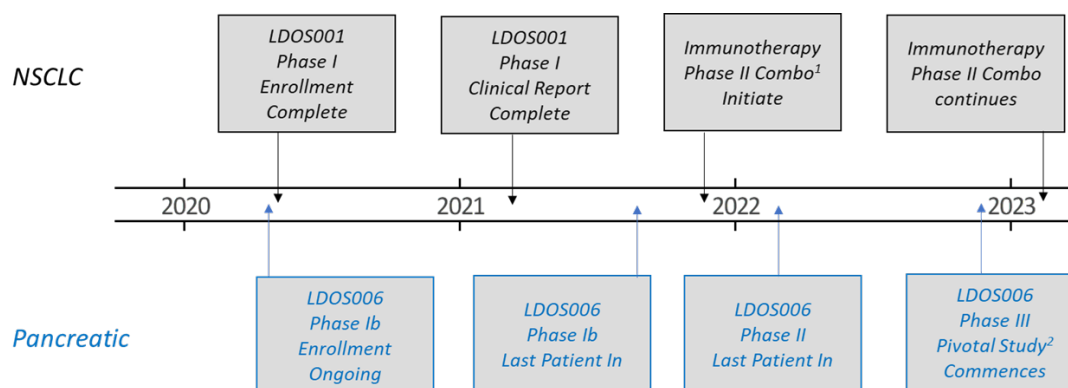 NSCLC
LDOS001
Phase I
Enrollment
Complete
LDOS001
Phase I
Clinical Report
Complete
Immunotherapy
Phase II Combo¹
Initiate
Immunotherapy
Phase II Combo
continues
2020 2021 2022 2023
Pancreatic
LDOS006
Phase Ib
Enrollment
Ongoing
LDOS006
Phase Ib
Last Patient In
LDOS006
Phase II
Last Patient In
LDOS006
Phase III
Pivotal Study²
Commences